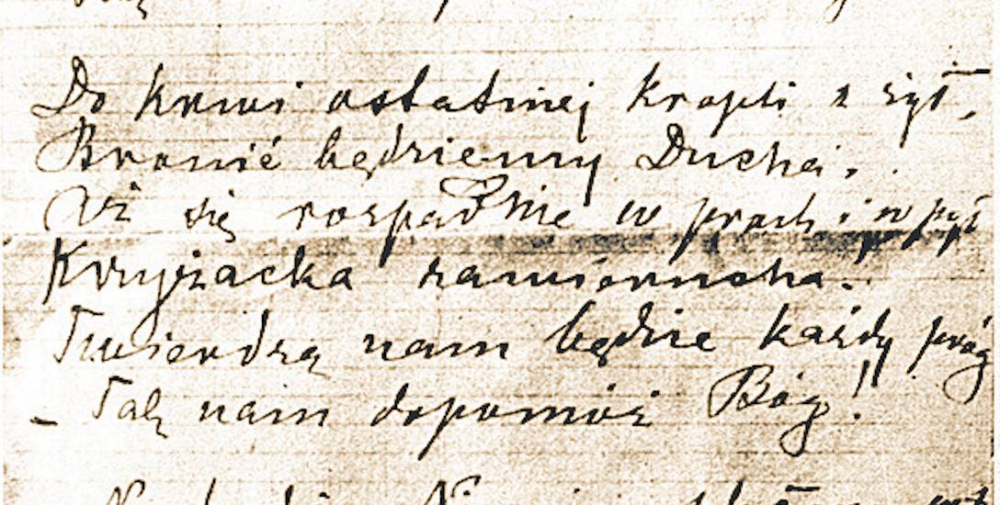 Do krwi ostatniej kropli z żył,
Bronić będziemy Ducha,
Aż się rozpadnie w proch i w pył
Krzyżacka zawierucha.
Twierdzą nam będzie każdy próg
– Tak nam dopomóż Bóg!